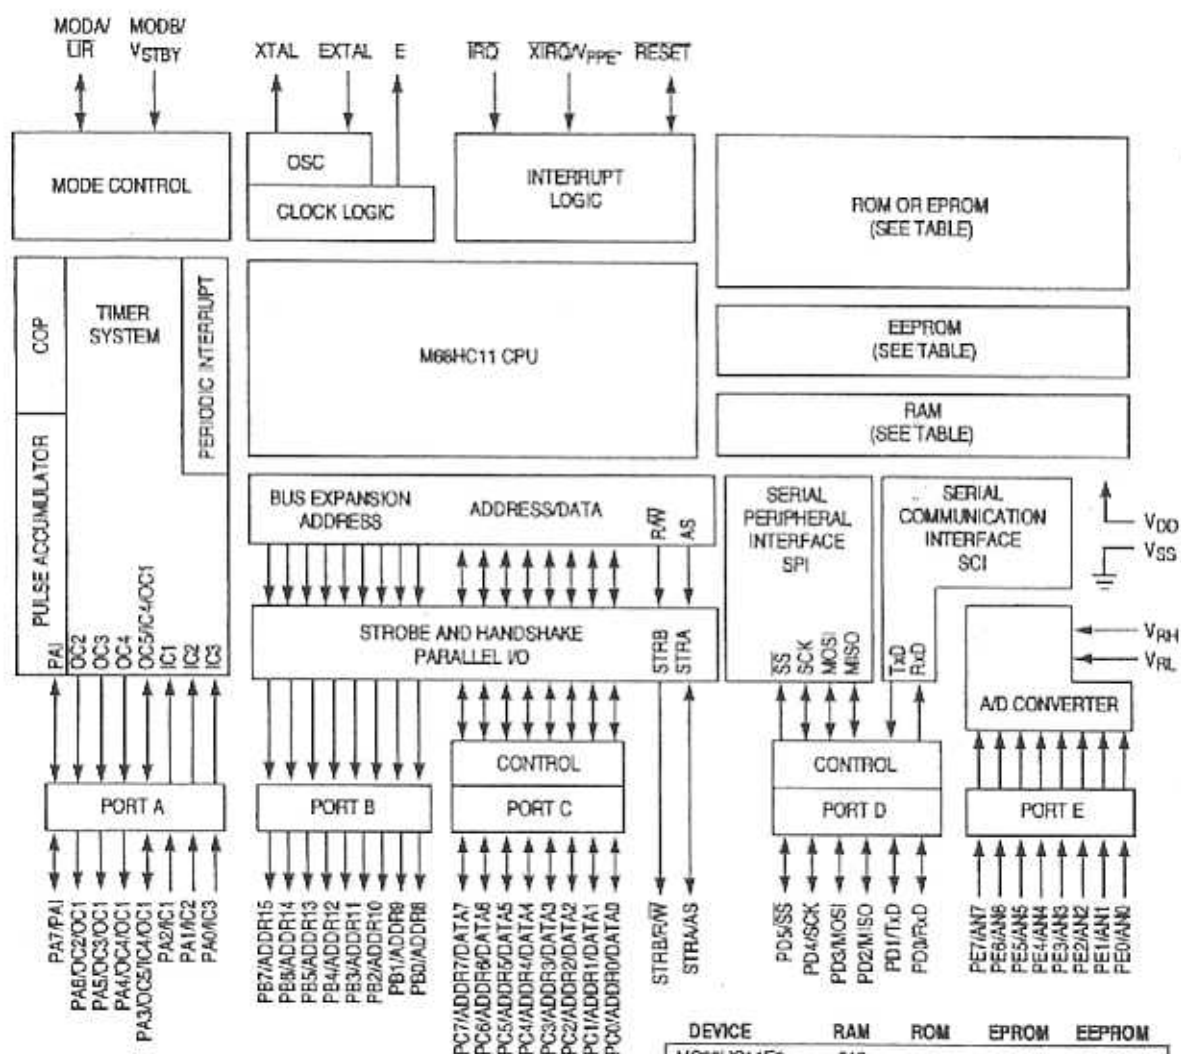 MODA/ MODB/
LIR VSTBY XTAL EXTAL E IRQ XIRQ/VPPE* RESET
MODE CONTROL
OSC
CLOCK LOGIC
INTERRUPT
LOGIC
ROM OR EPROM
(SEE TABLE)
COP
TIMER
SYSTEM
PERIODIC INTERRUPT
M68HC11 CPU
EEPROM
(SEE TABLE)
RAM
(SEE TABLE)
PULSE ACCUMULATOR
BUS EXPANSION
ADDRESS
ADDRESS/DATA
R/W
AS
SERIAL
PERIPHERAL
INTERFACE
SPI
SERIAL
COMMUNICATION
INTERFACE
SCI
VDD
VSS
PAI
OC2
OC3
OC4
OC5/IC4/OC1
IC1
IC2
IC3
STROBE AND HANDSHAKE
PARALLEL I/O
STRB
STRA
SS
SCK
MOSI
MISO
TxD
RxD
VRH
VRL
A/D CONVERTER
CONTROL
CONTROL
PORT A
PORT B
PORT C
PORT D
PORT E
PA7/PAI
PA6/OC2/OC1
PA5/OC3/OC1
PA4/OC4/OC1
PA3/OC5/IC4/OC1
PA2/IC1
PA1/IC2
PA0/IC3
PB7/ADDR15
PB6/ADDR14
PB5/ADDR13
PB4/ADDR12
PB3/ADDR11
PB2/ADDR10
PB1/ADDR9
PB0/ADDR8
PC7/ADDR7/DATA7
PC6/ADDR6/DATA6
PC5/ADDR5/DATA5
PC4/ADDR4/DATA4
PC3/ADDR3/DATA3
PC2/ADDR2/DATA2
PC1/ADDR1/DATA1
PC0/ADDR0/DATA0
STRB/R/W
STRA/AS
PD5/SS
PD4/SCK
PD3/MOSI
PD2/MISO
PD1/TxD
PD0/RxD
PE7/AN7
PE6/AN6
PE5/AN5
PE4/AN4
PE3/AN3
PE2/AN2
PE1/AN1
PE0/AN0
DEVICE RAM ROM EPROM EEPROM